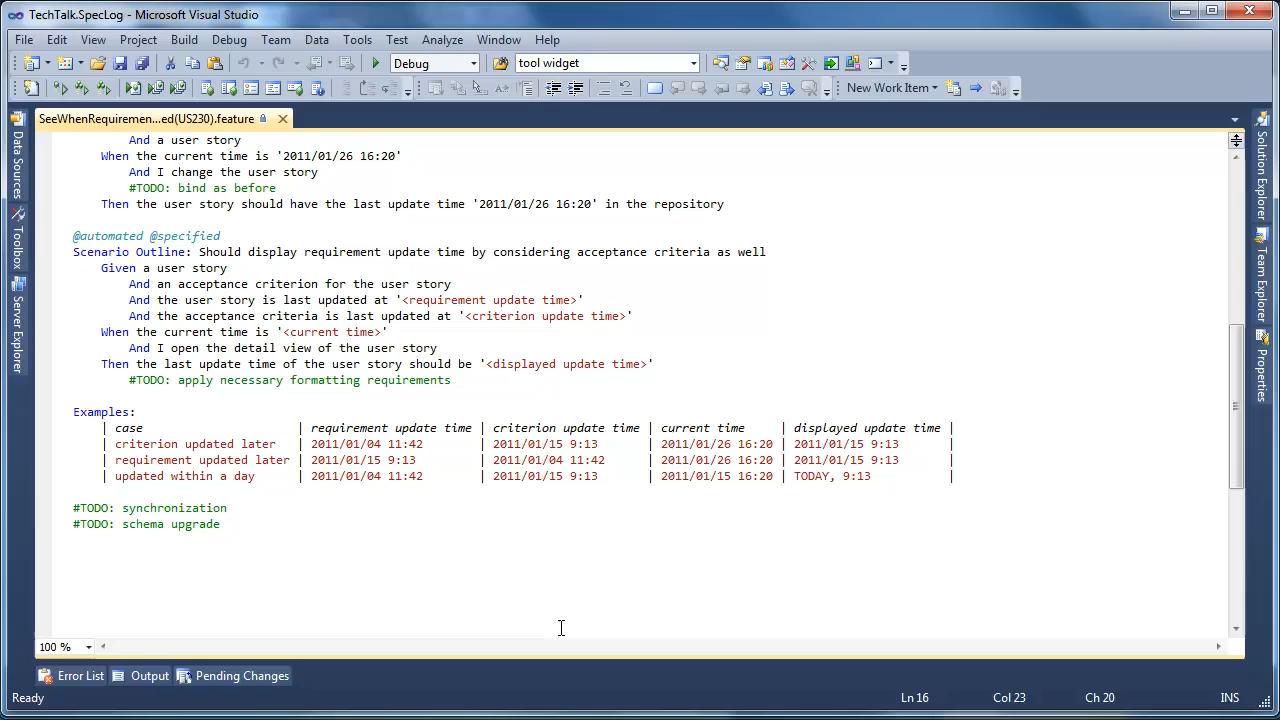 TechTalk.SpecLog - Microsoft Visual Studio
File Edit View Project Build Debug Team Data Tools Test Analyze Window Help
Debug tool widget
New Work Item
SeeWhenRequiremen...ed(US230).feature
And a user story
When the current time is '2011/01/26 16:20'
And I change the user story
#TODO: bind as before
Then the user story should have the last update time '2011/01/26 16:20' in the repository
@automated @specified
Scenario Outline: Should display requirement update time by considering acceptance criteria as well
Given a user story
And an acceptance criterion for the user story
And the user story is last updated at '<requirement update time>'
And the acceptance criteria is last updated at '<criterion update time>'
When the current time is '<current time>'
And I open the detail view of the user story
Then the last update time of the user story should be '<displayed update time>'
#TODO: apply necessary formatting requirements
Examples:
| case | requirement update time | criterion update time | current time | displayed update time |
| criterion updated later | 2011/01/04 11:42 | 2011/01/15 9:13 | 2011/01/26 16:20 | 2011/01/15 9:13 |
| requirement updated later | 2011/01/15 9:13 | 2011/01/04 11:42 | 2011/01/26 16:20 | 2011/01/15 9:13 |
| updated within a day | 2011/01/04 11:42 | 2011/01/15 9:13 | 2011/01/15 16:20 | TODAY, 9:13 |
#TODO: synchronization
#TODO: schema upgrade
100 %
Data Sources
Toolbox
Server Explorer
Solution Explorer
Team Explorer
Properties
Error List Output Pending Changes
Ready Ln 16 Col 23 Ch 20 INS